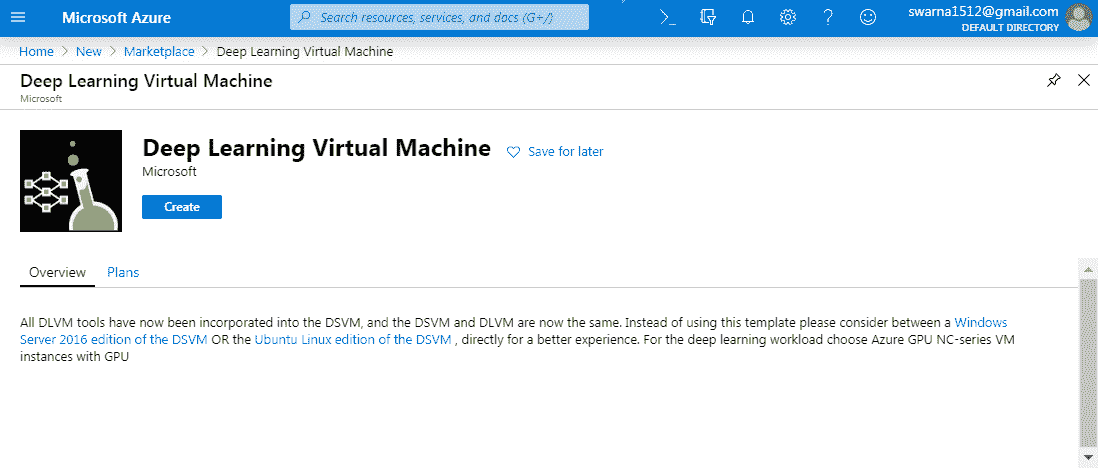 Microsoft Azure
Search resources, services, and docs (G+/)
swarna1512@gmail.com
DEFAULT DIRECTORY
Home > New > Marketplace > Deep Learning Virtual Machine
Deep Learning Virtual Machine
Microsoft
Deep Learning Virtual Machine
Save for later
Microsoft
Create
Overview Plans
All DLVM tools have now been incorporated into the DSVM, and the DSVM and DLVM are now the same. Instead of using this template please consider between a Windows
Server 2016 edition of the DSVM OR the Ubuntu Linux edition of the DSVM , directly for a better experience. For the deep learning workload choose Azure GPU NC-series VM
instances with GPU